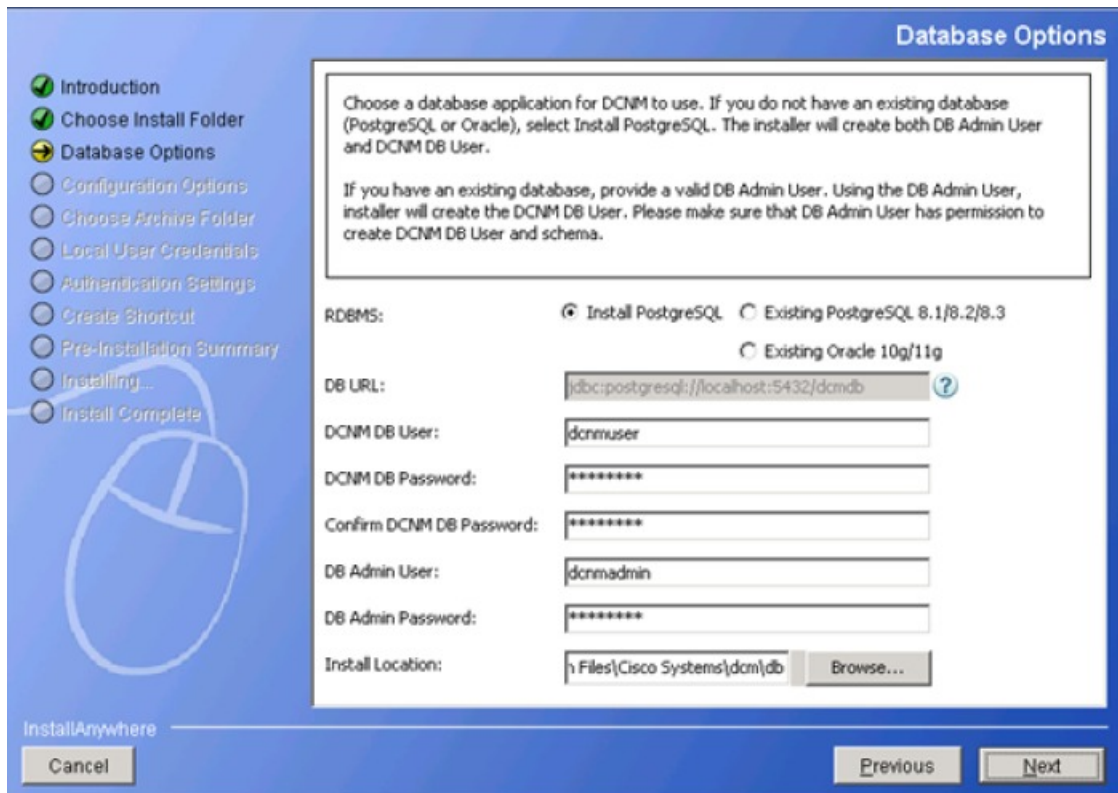 Database Options
Introduction
Choose Install Folder
Database Options
Configuration Options
Choose Archive Folder
Local User Credentials
Authentication Settings
Create Shortcut
Pre-Installation Summary
Installing...
Install Complete
Choose a database application for DCNM to use. If you do not have an existing database
(PostgreSQL or Oracle), select Install PostgreSQL. The installer will create both DB Admin User
and DCNM DB User.
If you have an existing database, provide a valid DB Admin User. Using the DB Admin User,
installer will create the DCNM DB User. Please make sure that DB Admin User has permission to
create DCNM DB User and schema.
RDBMS: Install PostgreSQL Existing PostgreSQL 8.1/8.2/8.3
Existing Oracle 10g/11g
DB URL: jdbc:postgresql://localhost:5432/dcmdb ?
DCNM DB User: dcnmuser
DCNM DB Password: ********
Confirm DCNM DB Password: ********
DB Admin User: dcnmadmin
DB Admin Password: ********
Install Location: Files\Cisco Systems\dcm\db Browse...
InstallAnywhere
Cancel Previous Next